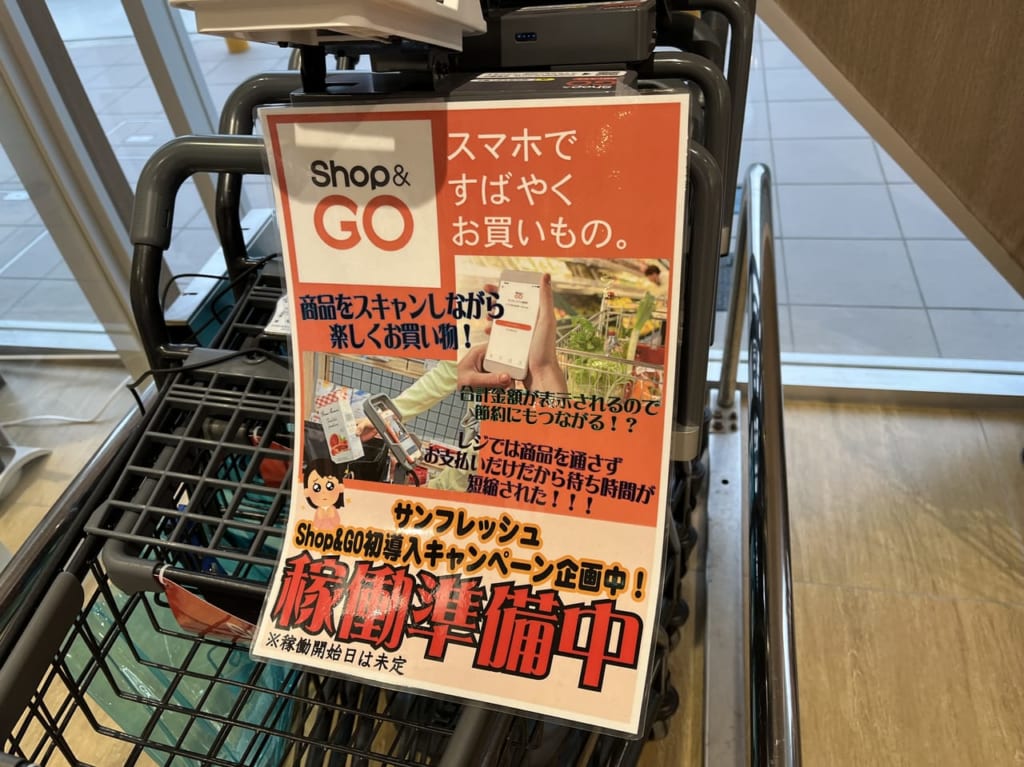 Shop&
GO
スマホで
すばやく
お買いもの。
商品をスキャンしながら
楽しくお買い物！
合計金額が表示されるので
節約にもつながる！？
レジでは商品を通さず
お支払いだけだから待ち時間が
短縮された！！！
サンフレッシュ
Shop&GO初導入キャンペーン企画中！
稼働準備中
※稼働開始日は未定